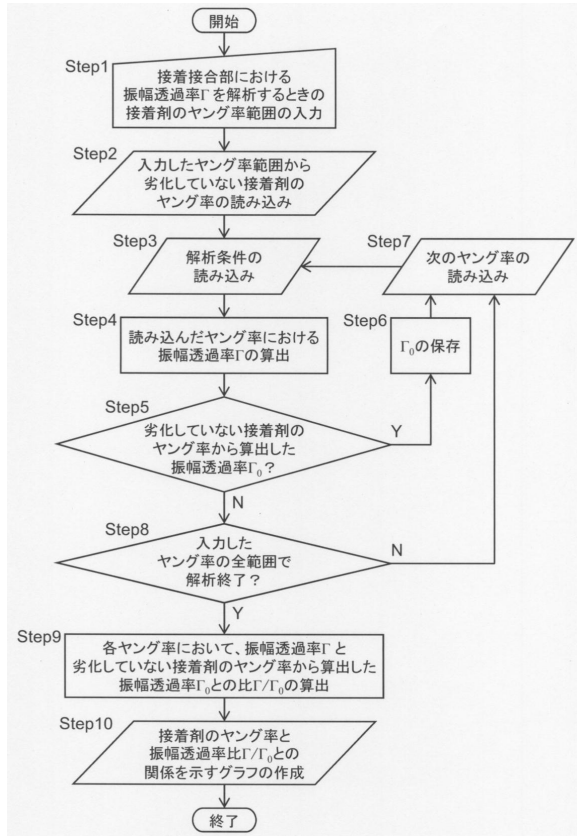 開始
Step1
接着接合部における
振幅透過率Γを解析するときの
接着剤のヤング率範囲の入力
Step2
入力したヤング率範囲から
劣化していない接着剤の
ヤング率の読み込み
Step3
解析条件の
読み込み
Step7
次のヤング率の
読み込み
Step4
読み込んだヤング率における
振幅透過率Γの算出
Step6
Γ₀の保存
Step5
劣化していない接着剤の
ヤング率から算出した
振幅透過率Γ₀？
Y
N
Step8
入力した
ヤング率の全範囲で
解析終了？
N
Y
Step9
各ヤング率において、振幅透過率Γと
劣化していない接着剤のヤング率から算出した
振幅透過率Γ₀との比Γ/Γ₀の算出
Step10
接着剤のヤング率と
振幅透過率比Γ/Γ₀との
関係を示すグラフの作成
終了